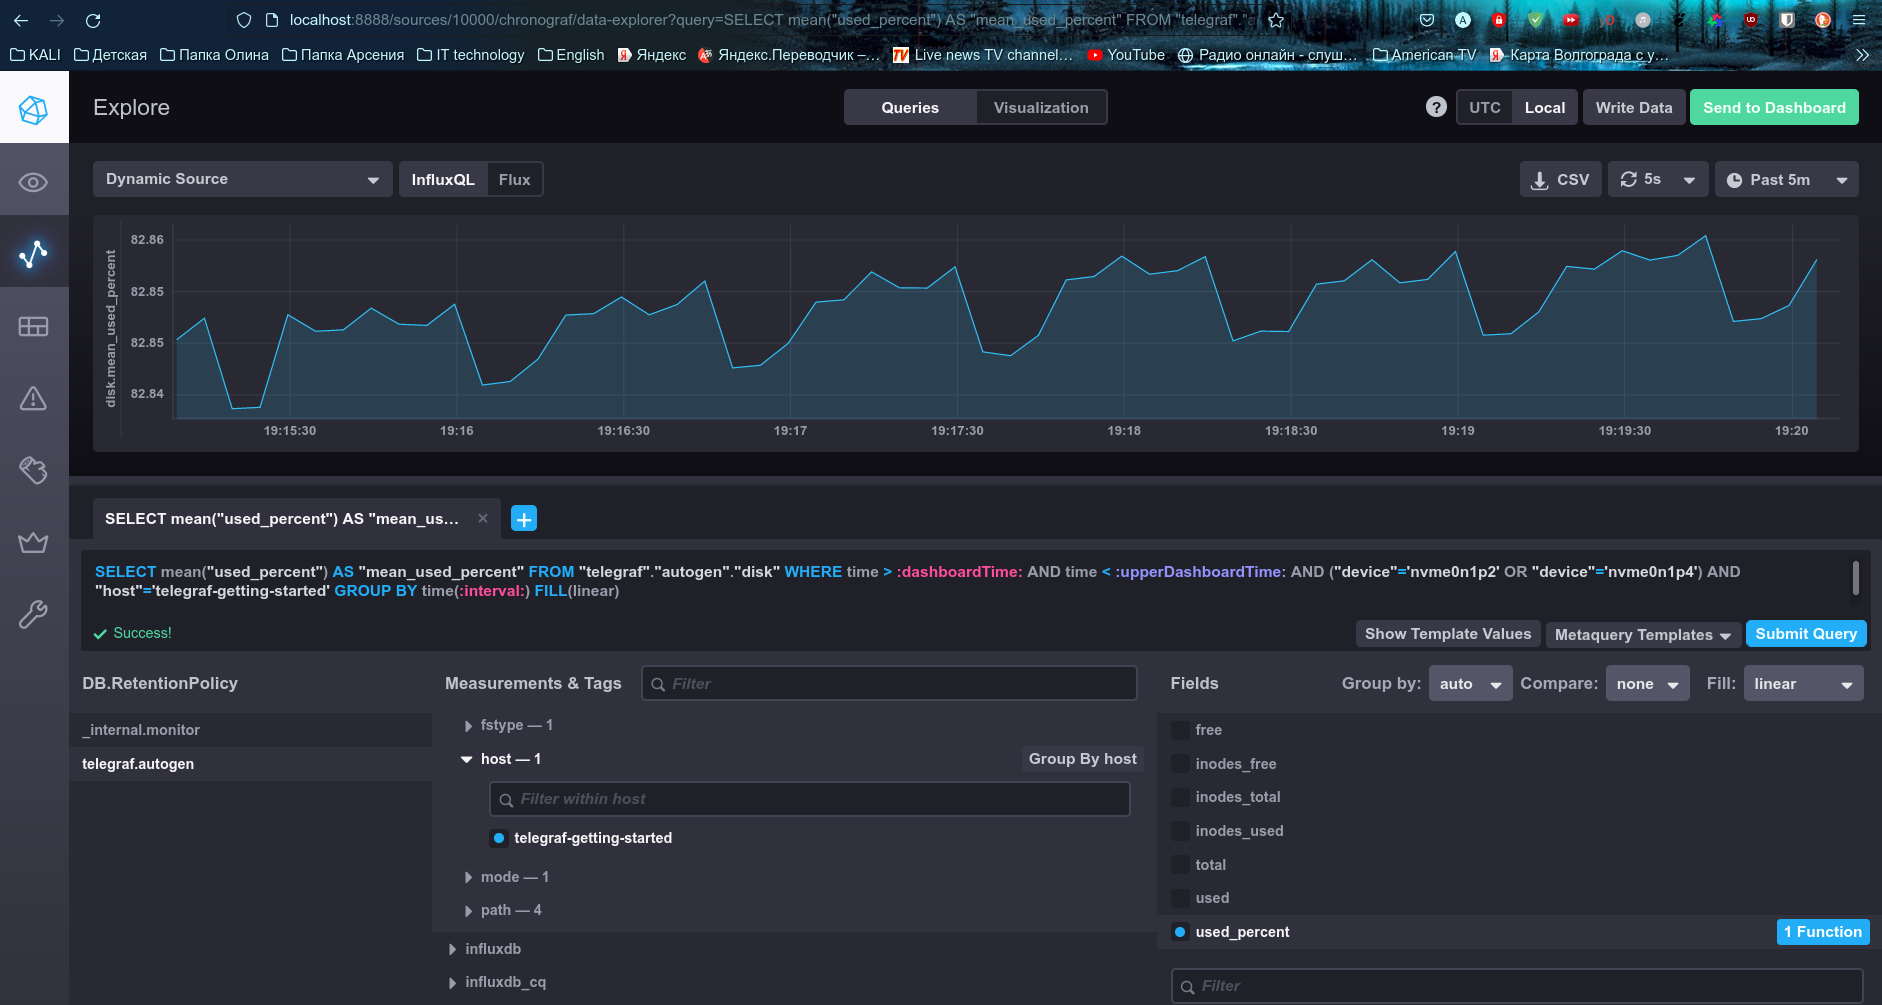 localhost:8888/sources/10000/chronograf/data-explorer?query=SELECT mean("used_percent") AS "mean_used_percent" FROM "telegraf"."a
KALI Детская Папка Олина Папка Арсения IT technology English Яндекс Яндекс.Переводчик –… Live news TV channel… YouTube Радио онлайн - слуш… American TV Карта Волгограда с у…
Explore Queries Visualization ? UTC Local Write Data Send to Dashboard
Dynamic Source InfluxQL Flux CSV 5s Past 5m
disk.mean_used_percent
82.86
82.85
82.85
82.84
19:15:30 19:16 19:16:30 19:17 19:17:30 19:18 19:18:30 19:19 19:19:30 19:20
SELECT mean("used_percent") AS "mean_us…
SELECT mean("used_percent") AS "mean_used_percent" FROM "telegraf"."autogen"."disk" WHERE time > :dashboardTime: AND time < :upperDashboardTime: AND ("device"='nvme0n1p2' OR "device"='nvme0n1p4') AND
"host"='telegraf-getting-started' GROUP BY time(:interval:) FILL(linear)
Success! Show Template Values Metaquery Templates Submit Query
DB.RetentionPolicy Measurements & Tags Filter Fields Group by: auto Compare: none Fill: linear
_internal.monitor
telegraf.autogen
fstype — 1
host — 1 Group By host
Filter within host
telegraf-getting-started
mode — 1
path — 4
influxdb
influxdb_cq
free
inodes_free
inodes_total
inodes_used
total
used
used_percent 1 Function
Filter